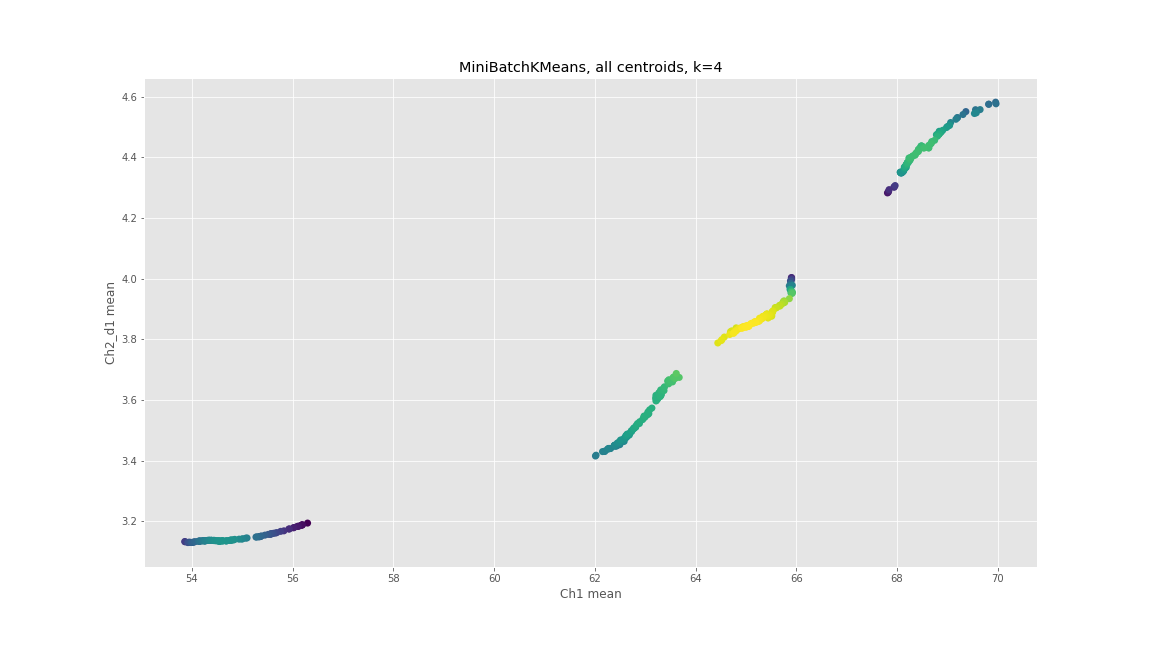 MiniBatchKMeans, all centroids, k=4
4.6
4.4
4.2
4.0
3.8
3.6
3.4
3.2
Ch2_d1 mean
54 56 58 60 62 64 66 68 70
Ch1 mean